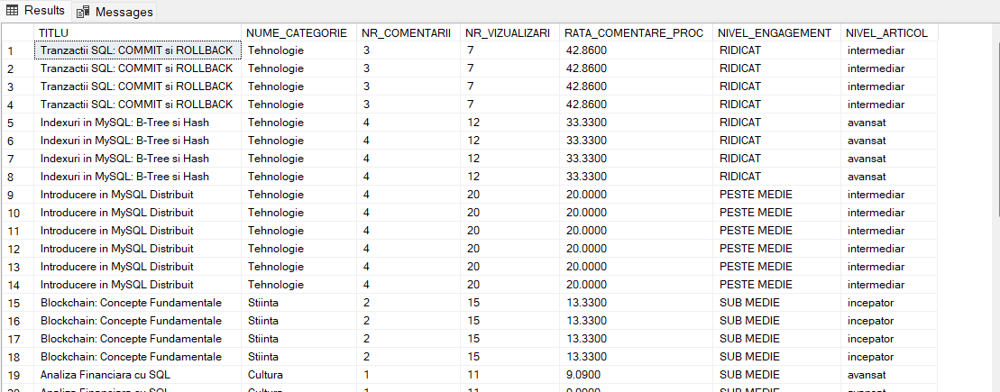 Results Messages
TITLU NUME_CATEGORIE NR_COMENTARII NR_VIZUALIZARI RATA_COMENTARE_PROC NIVEL_ENGAGEMENT NIVEL_ARTICOL
1 Tranzactii SQL: COMMIT si ROLLBACK Tehnologie 3 7 42.8600 RIDICAT intermediar
2 Tranzactii SQL: COMMIT si ROLLBACK Tehnologie 3 7 42.8600 RIDICAT intermediar
3 Tranzactii SQL: COMMIT si ROLLBACK Tehnologie 3 7 42.8600 RIDICAT intermediar
4 Tranzactii SQL: COMMIT si ROLLBACK Tehnologie 3 7 42.8600 RIDICAT intermediar
5 Indexuri in MySQL: B-Tree si Hash Tehnologie 4 12 33.3300 RIDICAT avansat
6 Indexuri in MySQL: B-Tree si Hash Tehnologie 4 12 33.3300 RIDICAT avansat
7 Indexuri in MySQL: B-Tree si Hash Tehnologie 4 12 33.3300 RIDICAT avansat
8 Indexuri in MySQL: B-Tree si Hash Tehnologie 4 12 33.3300 RIDICAT avansat
9 Introducere in MySQL Distribuit Tehnologie 4 20 20.0000 PESTE MEDIE intermediar
10 Introducere in MySQL Distribuit Tehnologie 4 20 20.0000 PESTE MEDIE intermediar
11 Introducere in MySQL Distribuit Tehnologie 4 20 20.0000 PESTE MEDIE intermediar
12 Introducere in MySQL Distribuit Tehnologie 4 20 20.0000 PESTE MEDIE intermediar
13 Introducere in MySQL Distribuit Tehnologie 4 20 20.0000 PESTE MEDIE intermediar
14 Introducere in MySQL Distribuit Tehnologie 4 20 20.0000 PESTE MEDIE intermediar
15 Blockchain: Concepte Fundamentale Stiinta 2 15 13.3300 SUB MEDIE incepator
16 Blockchain: Concepte Fundamentale Stiinta 2 15 13.3300 SUB MEDIE incepator
17 Blockchain: Concepte Fundamentale Stiinta 2 15 13.3300 SUB MEDIE incepator
18 Blockchain: Concepte Fundamentale Stiinta 2 15 13.3300 SUB MEDIE incepator
19 Analiza Financiara cu SQL Cultura 1 11 9.0900 SUB MEDIE avansat